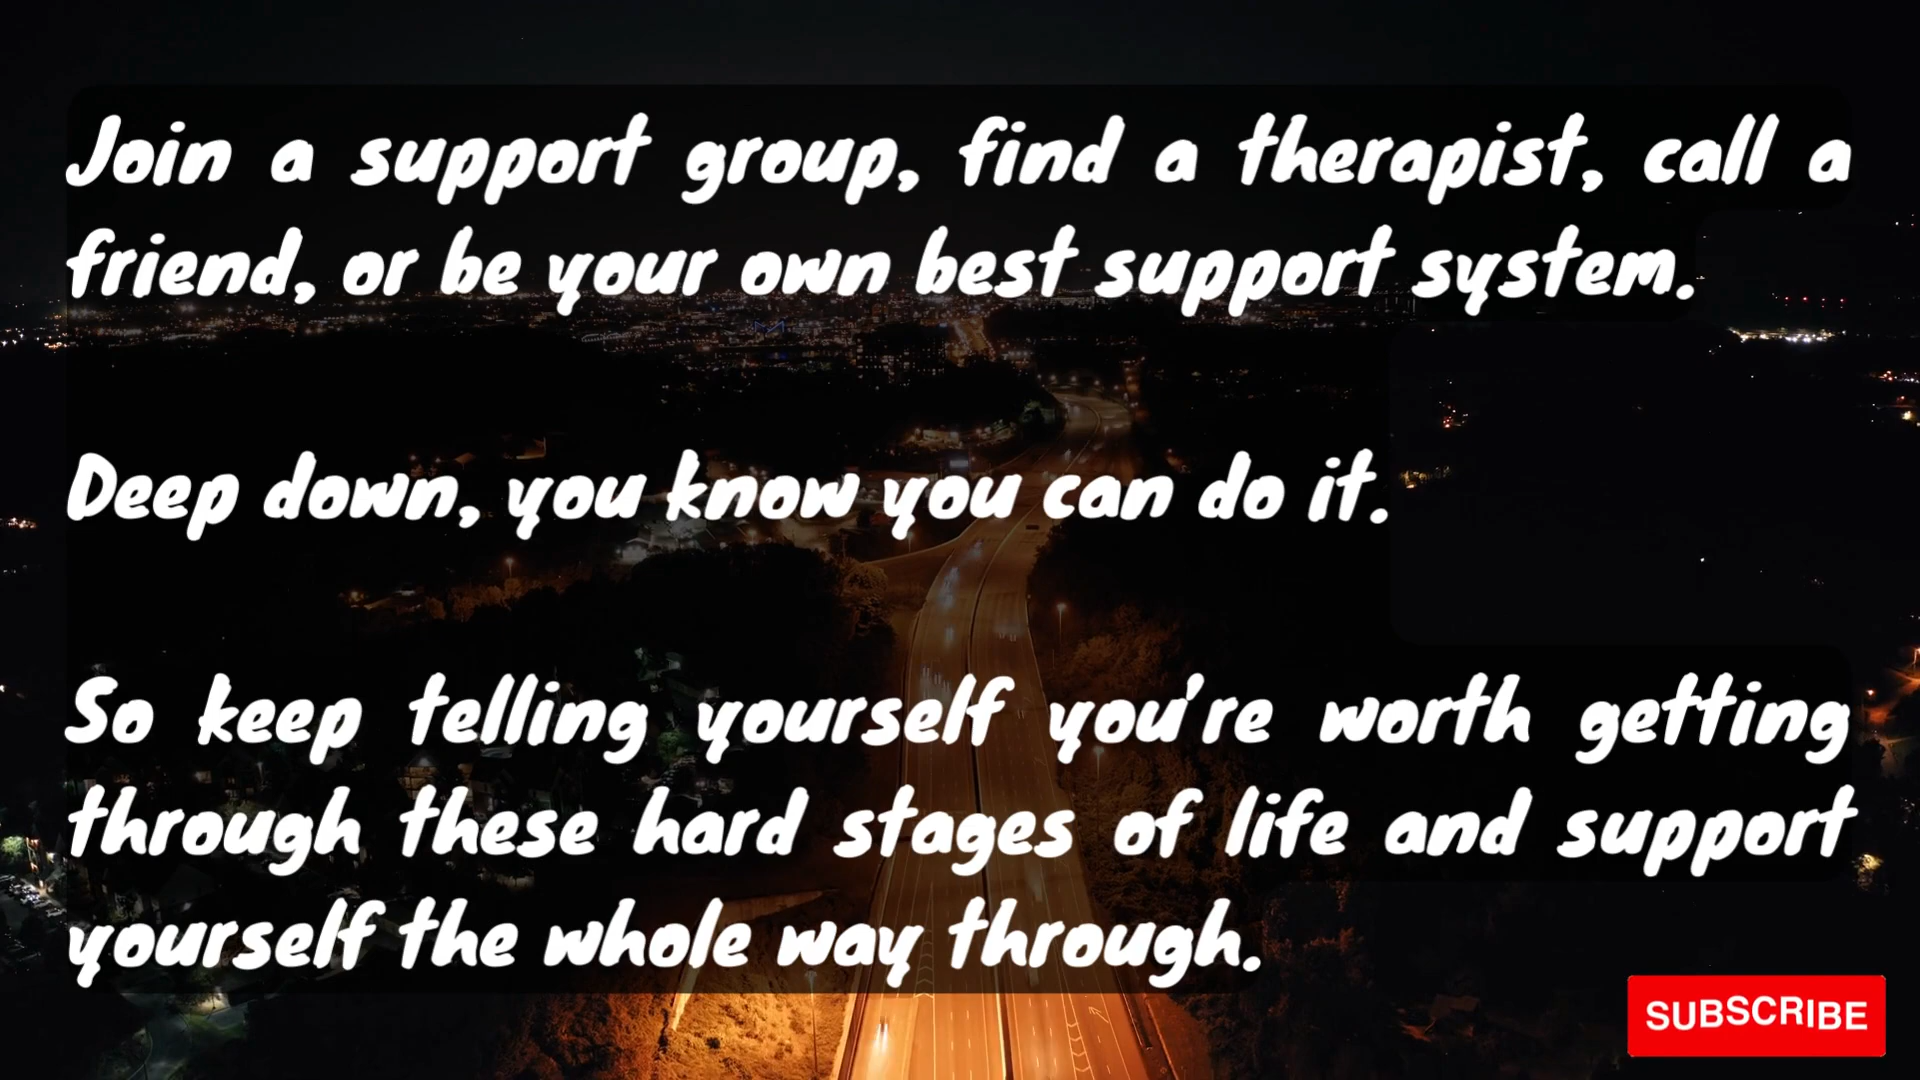 Join a support group, find a therapist, call a
friend, or be your own best support system.
Deep down, you know you can do it.
So keep telling yourself you're worth getting
through these hard stages of life and support
yourself the whole way through.
SUBSCRIBE